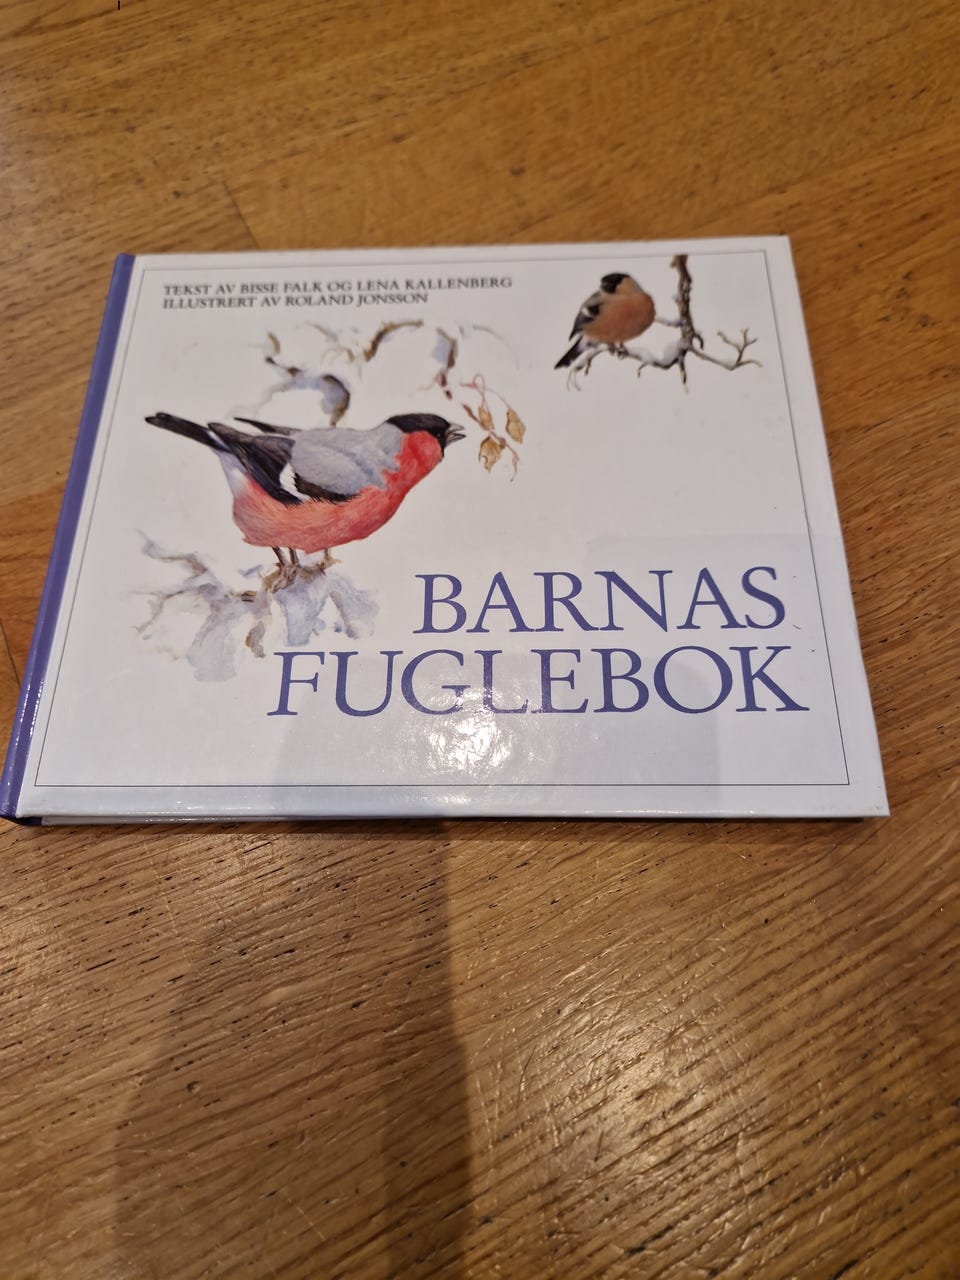 TEKST AV BISSE FALK OG LENA KALLENBERG
ILLUSTRERT AV ROLAND JONSSON
BARNAS
FUGLEBOK